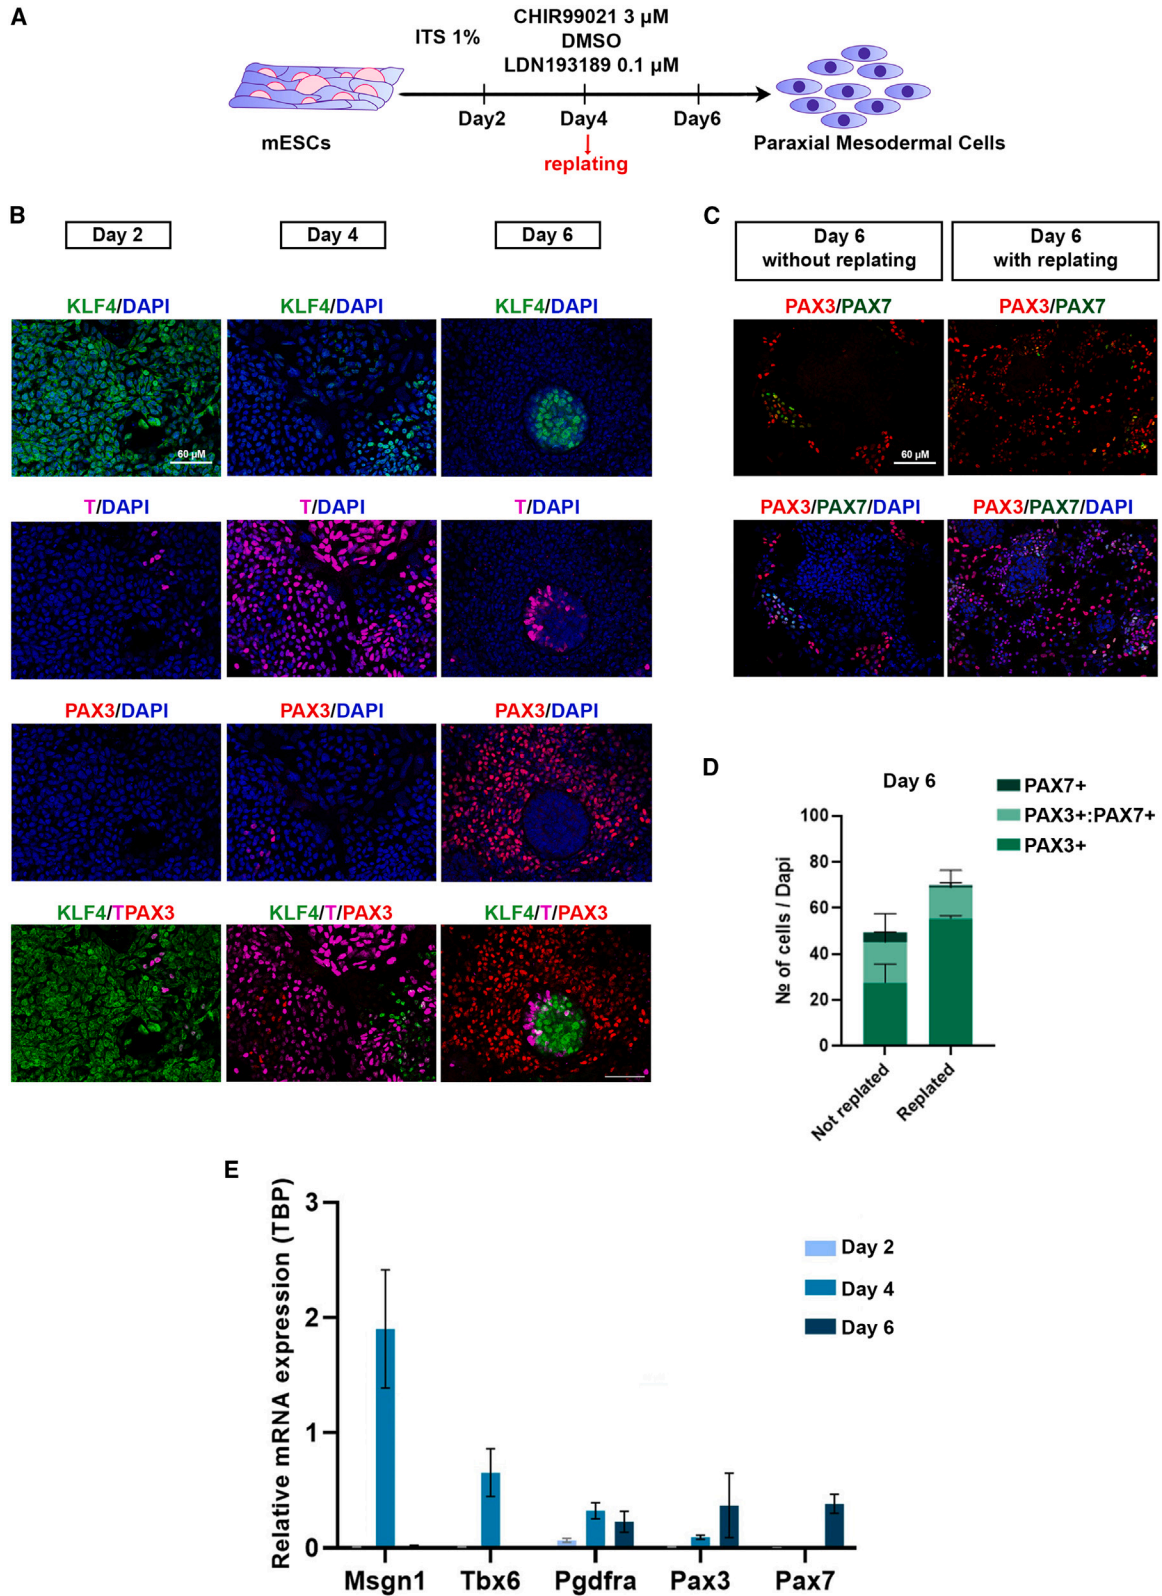 A
CHIR99021 3 µM
ITS 1%
DMSO
LDN193189 0.1 µM
Day2
Day4
Day6
mESCs
replating
Paraxial Mesodermal Cells
B
Day 2
Day 4
Day 6
KLF4/DAPI
KLF4/DAPI
KLF4/DAPI
60 µM
T/DAPI
T/DAPI
T/DAPI
PAX3/DAPI
PAX3/DAPI
PAX3/DAPI
KLF4/TPAX3
KLF4/T/PAX3
KLF4/T/PAX3
C
Day 6
without replating
Day 6
with replating
PAX3/PAX7
PAX3/PAX7
60 µM
PAX3/PAX7/DAPI
PAX3/PAX7/DAPI
D
Day 6
PAX7+
PAX3+:PAX7+
PAX3+
№ of cells / Dapi
100
80
60
40
20
0
Not replated
Replated
E
Relative mRNA expression (TBP)
3
2
1
0
Day 2
Day 4
Day 6
Msgn1
Tbx6
Pgdfra
Pax3
Pax7